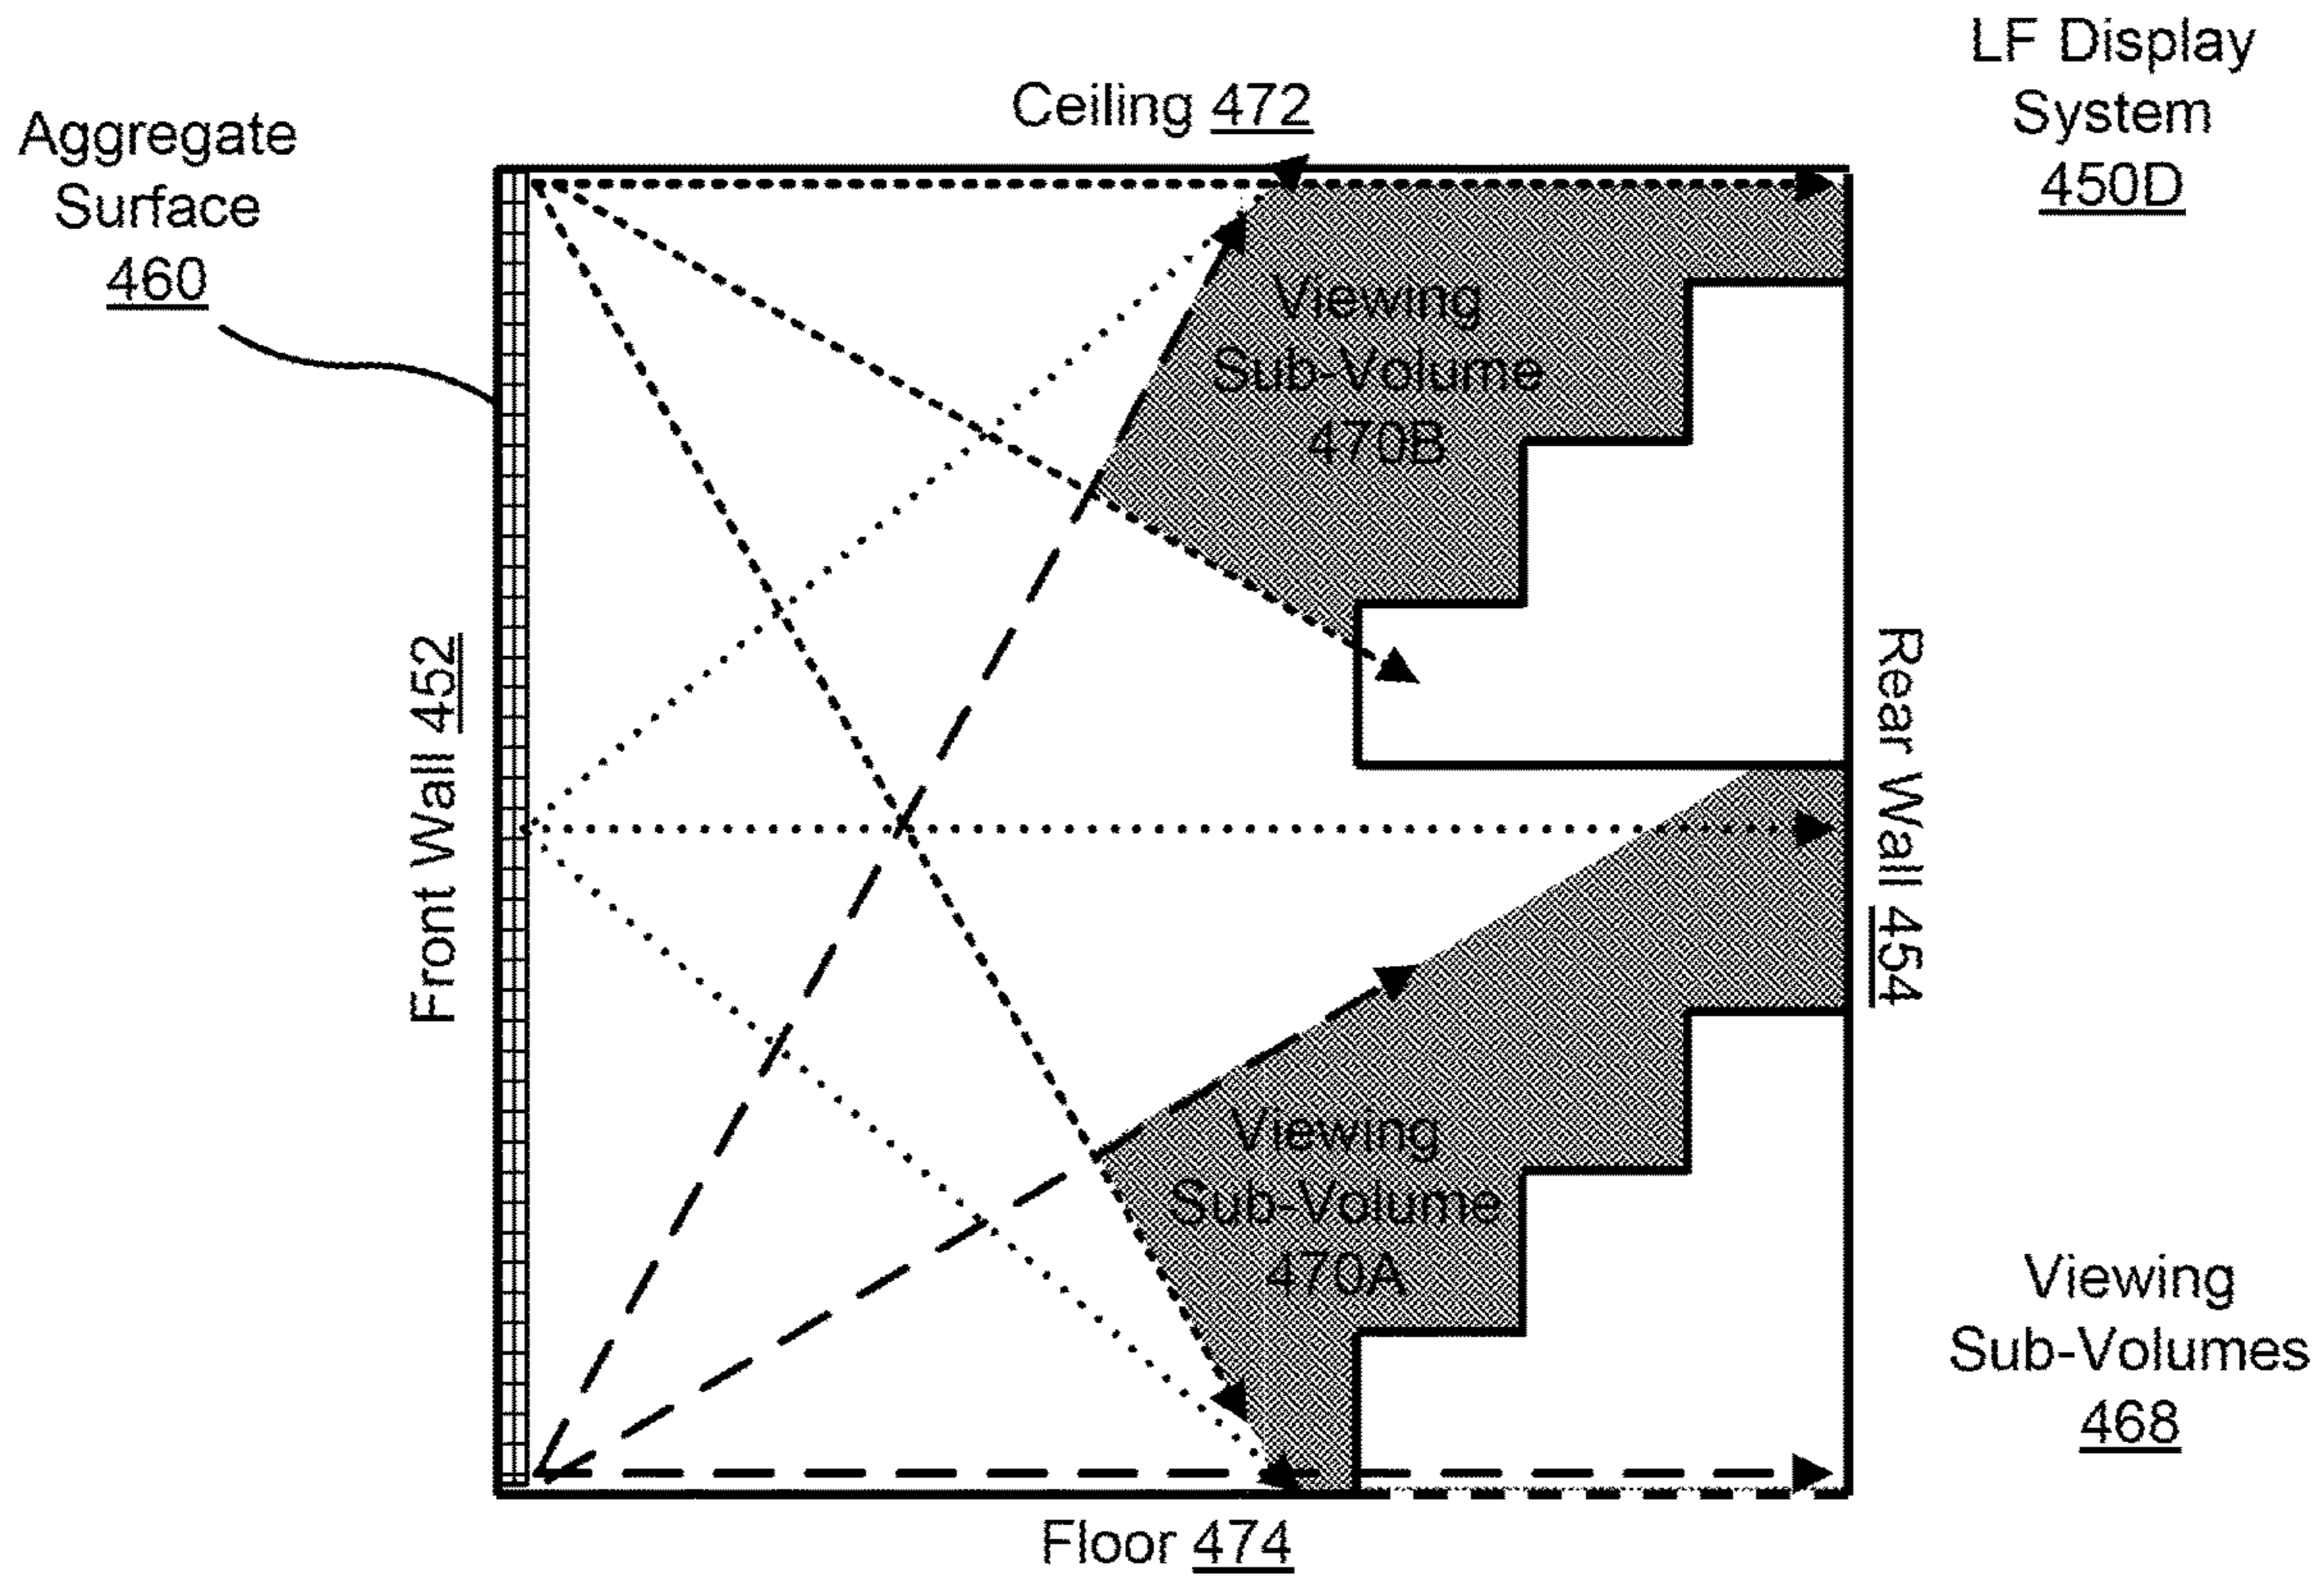 LF Display
System
450D
Ceiling 472
Aggregate
Surface
460
Viewing
Sub-Volume
470B
Front Wall 452
Rear Wall 454
Viewing
Sub-Volume
470A
Viewing
Sub-Volumes
468
Floor 474